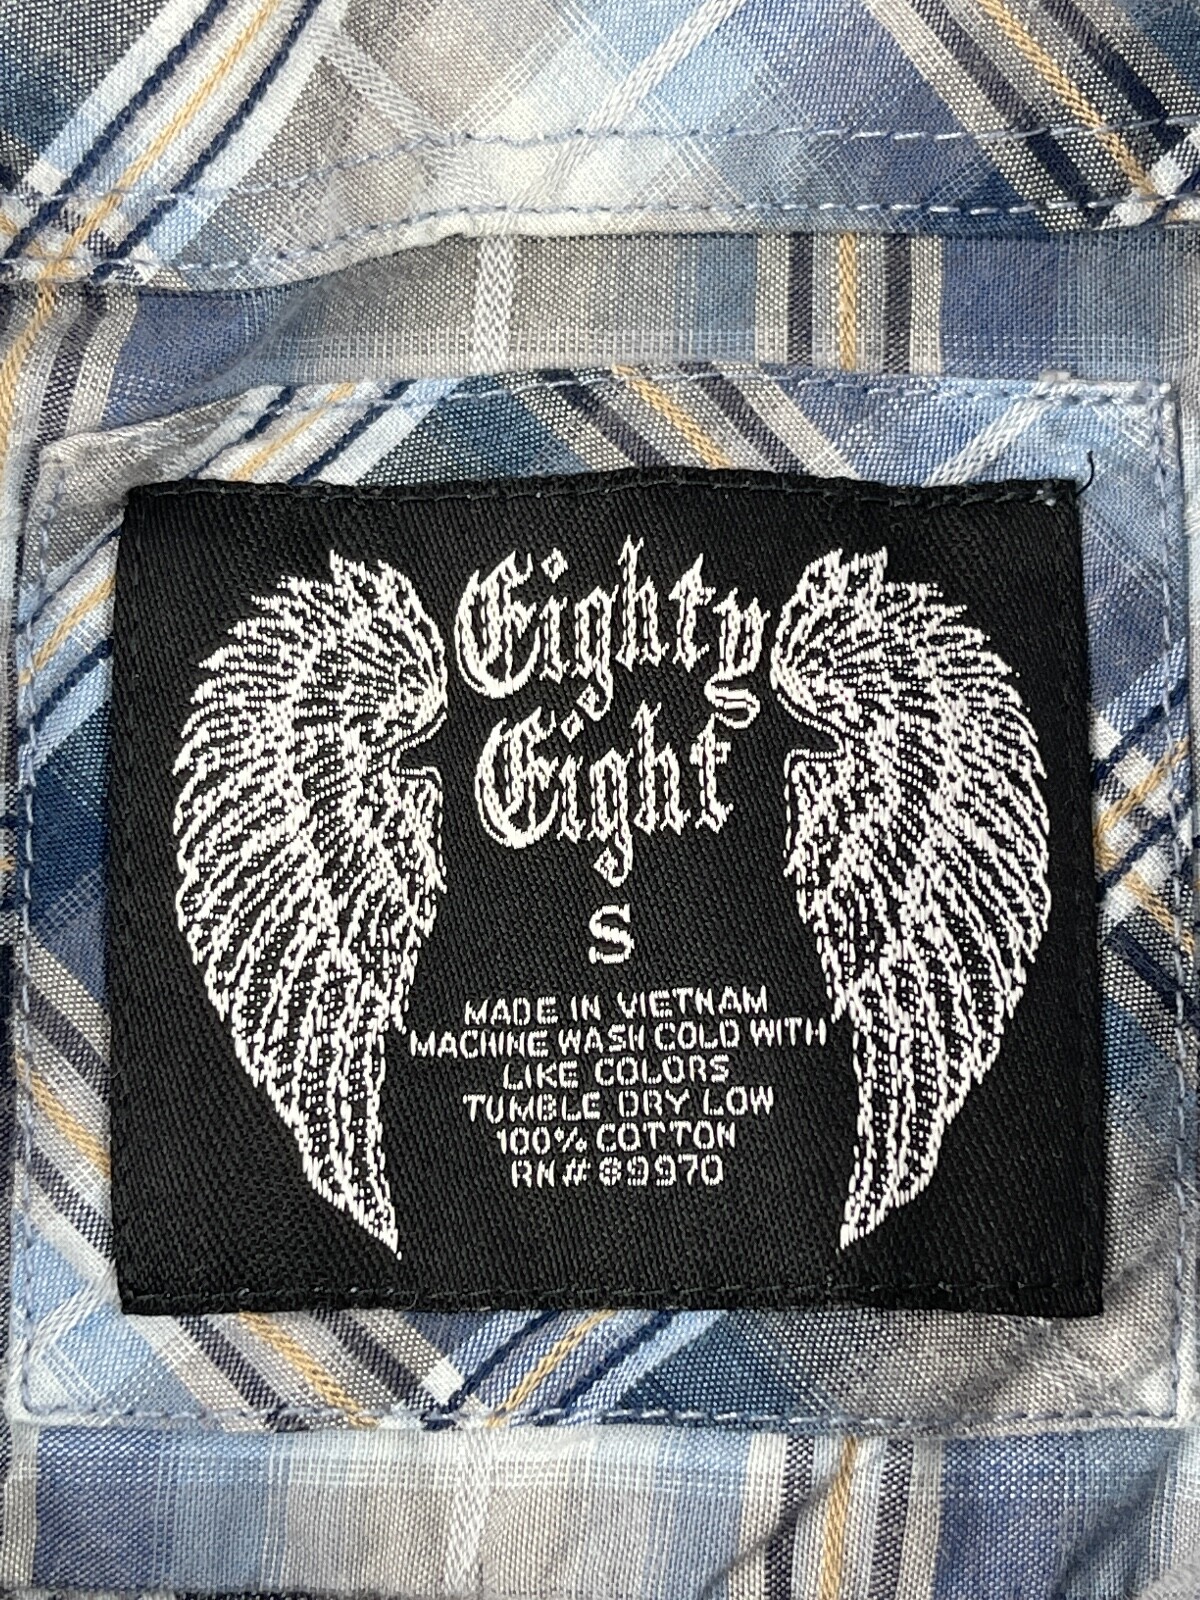 Eighty
S
Eight
S
MADE IN VIETNAM
MACHINE WASH COLD WITH
LIKE COLORS
TUMBLE DRY LOW
100% COTTON
RN# 89970